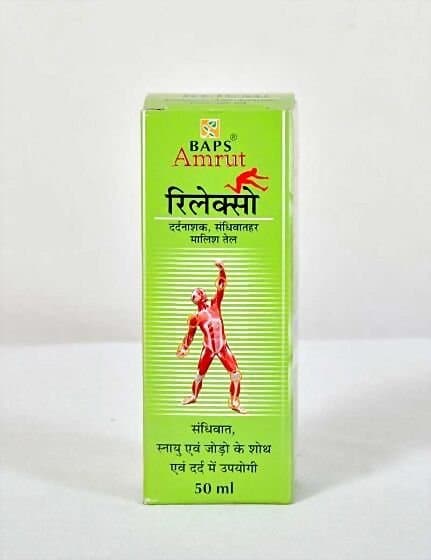 BAPS®
Amrut
रिलेक्सो
दर्दनाशक, संधिवातहर
मालिश तेल
संधिवात,
स्नायु एवं जोड़ो के शोथ
एवं दर्द में उपयोगी
50 ml